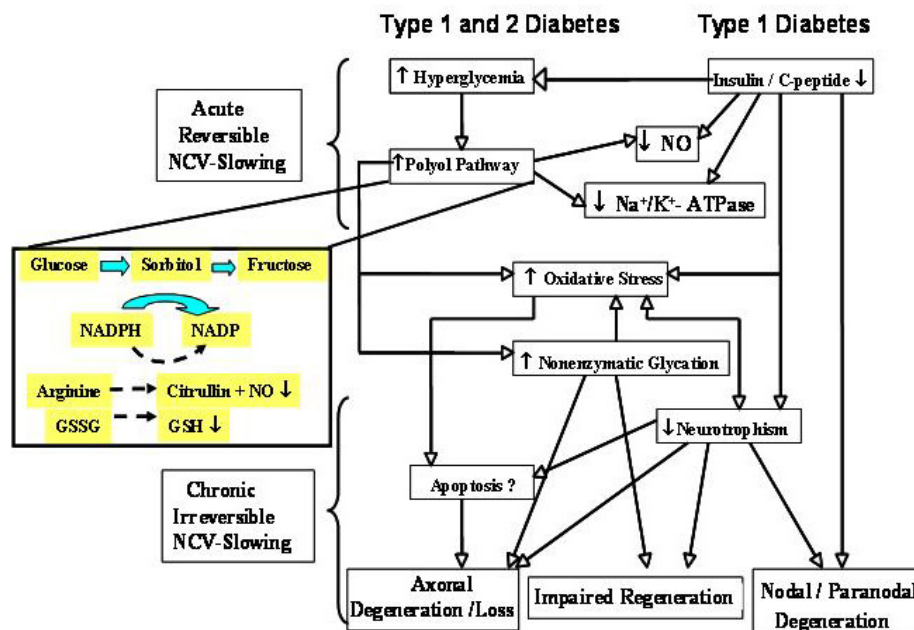 Type 1 and 2 Diabetes
Type 1 Diabetes
↑ Hyperglycemia
Insulin / C-peptide ↓
Acute
Reversible
NCV-Slowing
↓ NO
↑Polyol Pathway
↓ Na⁺/K⁺- ATPase
Glucose
Sorbitol
Fructose
↑ Oxidative Stress
NADPH
NADP
↑ Nonenzymatic Glycation
Arginine
Citrullin + NO ↓
GSSG
GSH ↓
↓Neurotrophism
Chronic
Irreversible
NCV-Slowing
Apoptosis ?
Axonal
Degeneration /Loss
Impaired Regeneration
Nodal / Paranodal
Degeneration